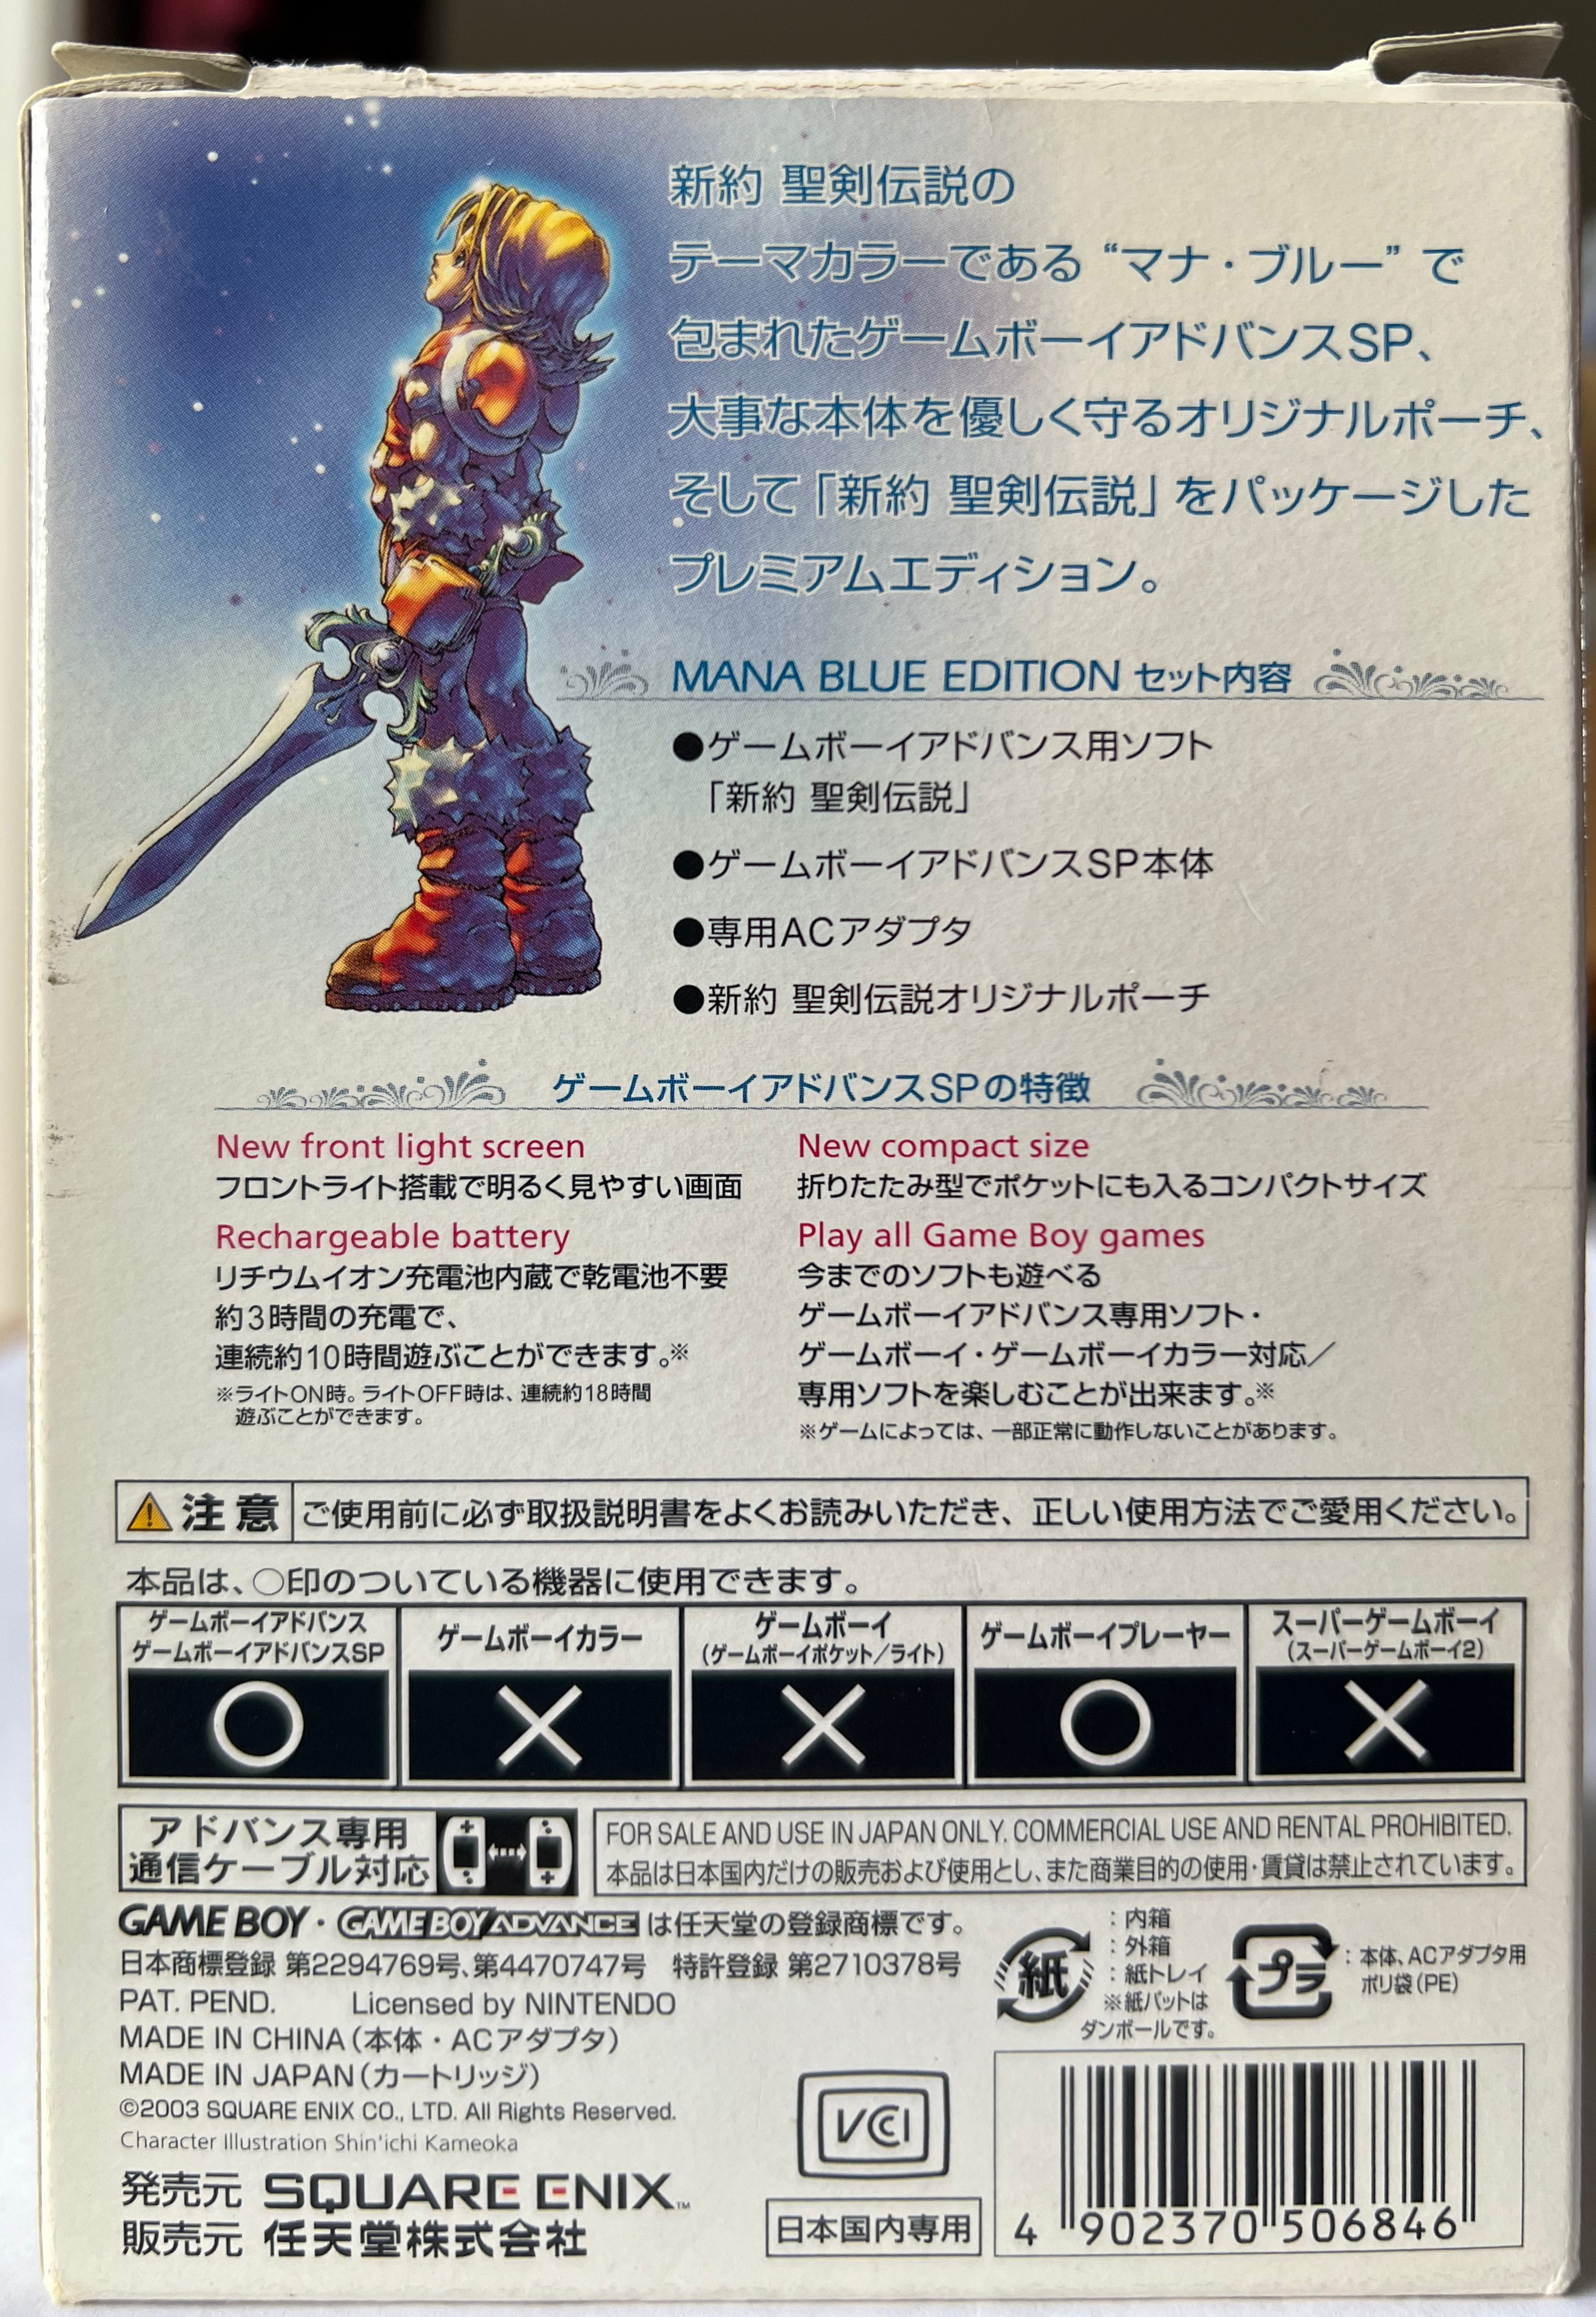 新約 聖剣伝説の
テーマカラーである“マナ・ブルー”で
包まれたゲームボーイアドバンスSP、
大事な本体を優しく守るオリジナルポーチ、
そして「新約 聖剣伝説」をパッケージした
プレミアムエディション。
MANA BLUE EDITION セット内容
●ゲームボーイアドバンス用ソフト
「新約 聖剣伝説」
●ゲームボーイアドバンスSP本体
●専用ACアダプタ
●新約 聖剣伝説オリジナルポーチ
ゲームボーイアドバンスSPの特徴
New front light screen
フロントライト搭載で明るく見やすい画面
Rechargeable battery
リチウムイオン充電池内蔵で乾電池不要
約3時間の充電で、
連続約10時間遊ぶことができます。※
※ライトON時。ライトOFF時は、連続約18時間
遊ぶことができます。
New compact size
折りたたみ型でポケットにも入るコンパクトサイズ
Play all Game Boy games
今までのソフトも遊べる
ゲームボーイアドバンス専用ソフト・
ゲームボーイ・ゲームボーイカラー対応／
専用ソフトを楽しむことが出来ます。※
※ゲームによっては、一部正常に動作しないことがあります。
注意 ご使用前に必ず取扱説明書をよくお読みいただき、正しい使用方法でご愛用ください。
本品は、○印のついている機器に使用できます。
ゲームボーイアドバンス
ゲームボーイアドバンスSP
○
ゲームボーイカラー
×
ゲームボーイ
（ゲームボーイポケット／ライト）
×
ゲームボーイプレーヤー
○
スーパーゲームボーイ
（スーパーゲームボーイ2）
×
アドバンス専用
通信ケーブル対応
FOR SALE AND USE IN JAPAN ONLY. COMMERCIAL USE AND RENTAL PROHIBITED.
本品は日本国内だけの販売および使用とし、また商業目的の使用・賃貸は禁止されています。
GAME BOY・GAME BOY ADVANCE は任天堂の登録商標です。
日本商標登録 第2294769号、第4470747号 特許登録 第2710378号
PAT. PEND. Licensed by NINTENDO
MADE IN CHINA（本体・ACアダプタ）
MADE IN JAPAN（カートリッジ）
©2003 SQUARE ENIX CO., LTD. All Rights Reserved.
Character Illustration Shin'ichi Kameoka
発売元 SQUARE ENIX™
販売元 任天堂株式会社
紙
：内箱
：外箱
：紙トレイ
※紙パットは
ダンボールです。
プラ
：本体、ACアダプタ用
ポリ袋（PE）
VCCI
日本国内専用
4 902370 506846